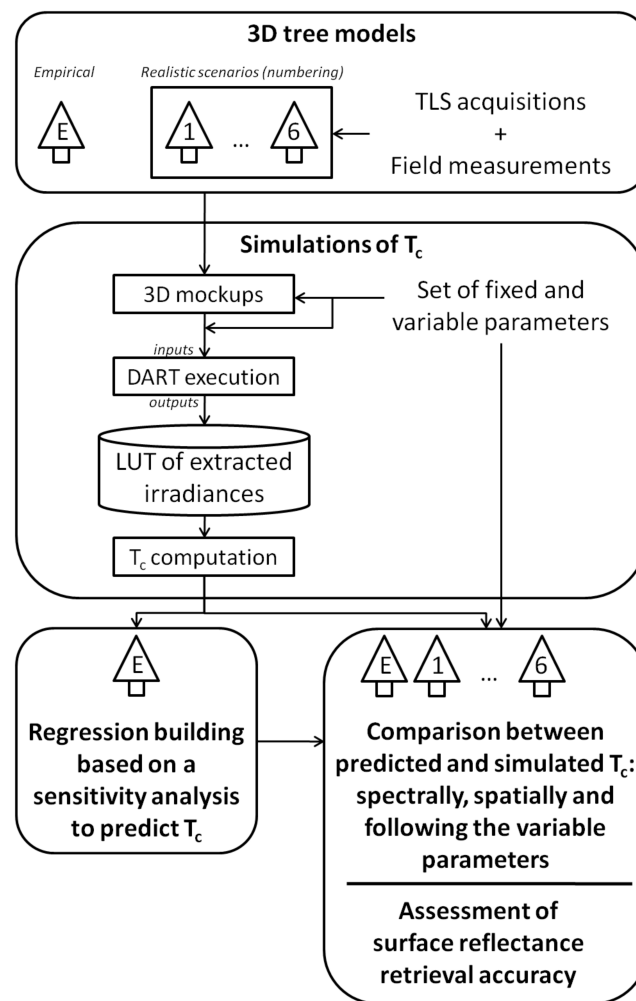 3D tree models
Empirical
Realistic scenarios (numbering)
E
1
...
6
TLS acquisitions
+
Field measurements
Simulations of Tc
3D mockups
Set of fixed and
variable parameters
inputs
DART execution
outputs
LUT of extracted
irradiances
Tc computation
E
Regression building
based on a
sensitivity analysis
to predict Tc
E
1
...
6
Comparison between
predicted and simulated Tc:
spectrally, spatially and
following the variable
parameters
Assessment of
surface reflectance
retrieval accuracy